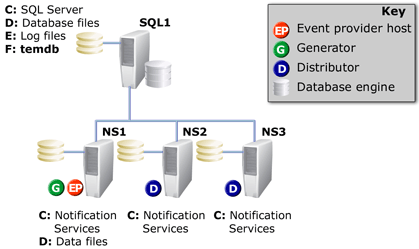 C: SQL Server
D: Database files
E: Log files
F: temdb
SQL1
Key
EP Event provider host
G Generator
D Distributor
Database engine
NS1
NS2
NS3
G
EP
D
D
C: Notification
Services
D: Data files
C: Notification
Services
C: Notification
Services